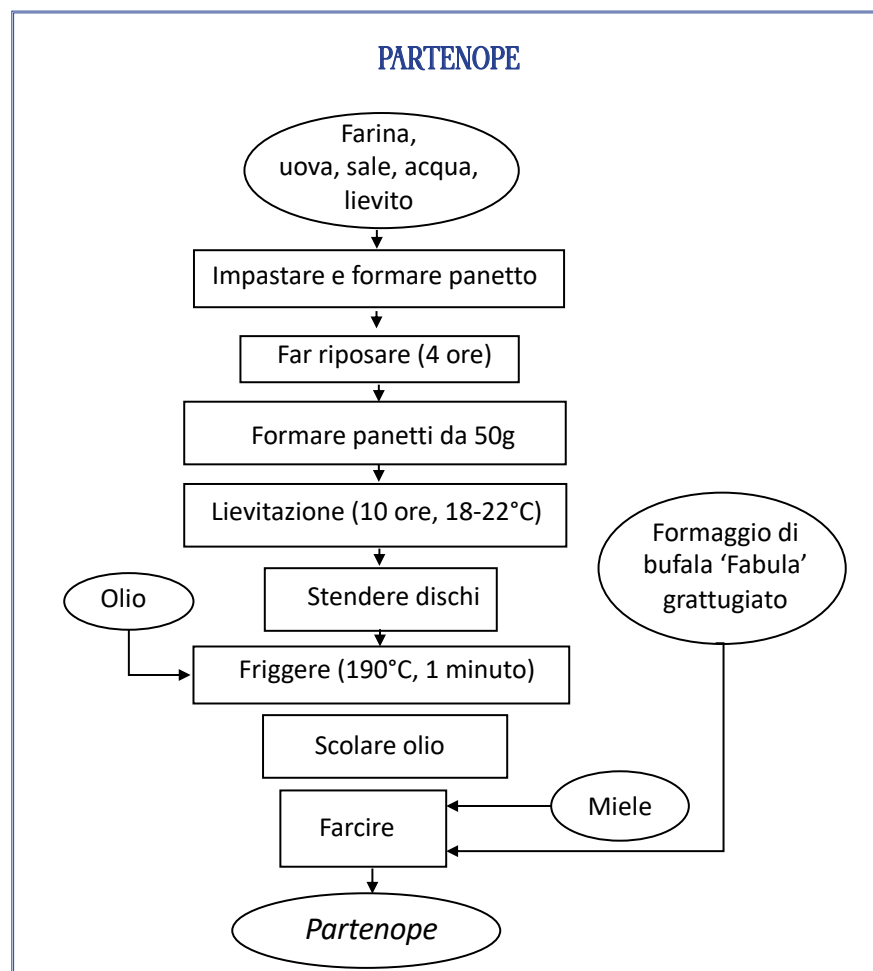 PARTENOPE
Farina,
uova, sale, acqua,
lievito
Impastare e formare panetto
Far riposare (4 ore)
Formare panetti da 50g
Lievitazione (10 ore, 18-22°C)
Formaggio di
bufala ‘Fabula’
grattugiato
Stendere dischi
Olio
Friggere (190°C, 1 minuto)
Scolare olio
Miele
Farcire
Partenope